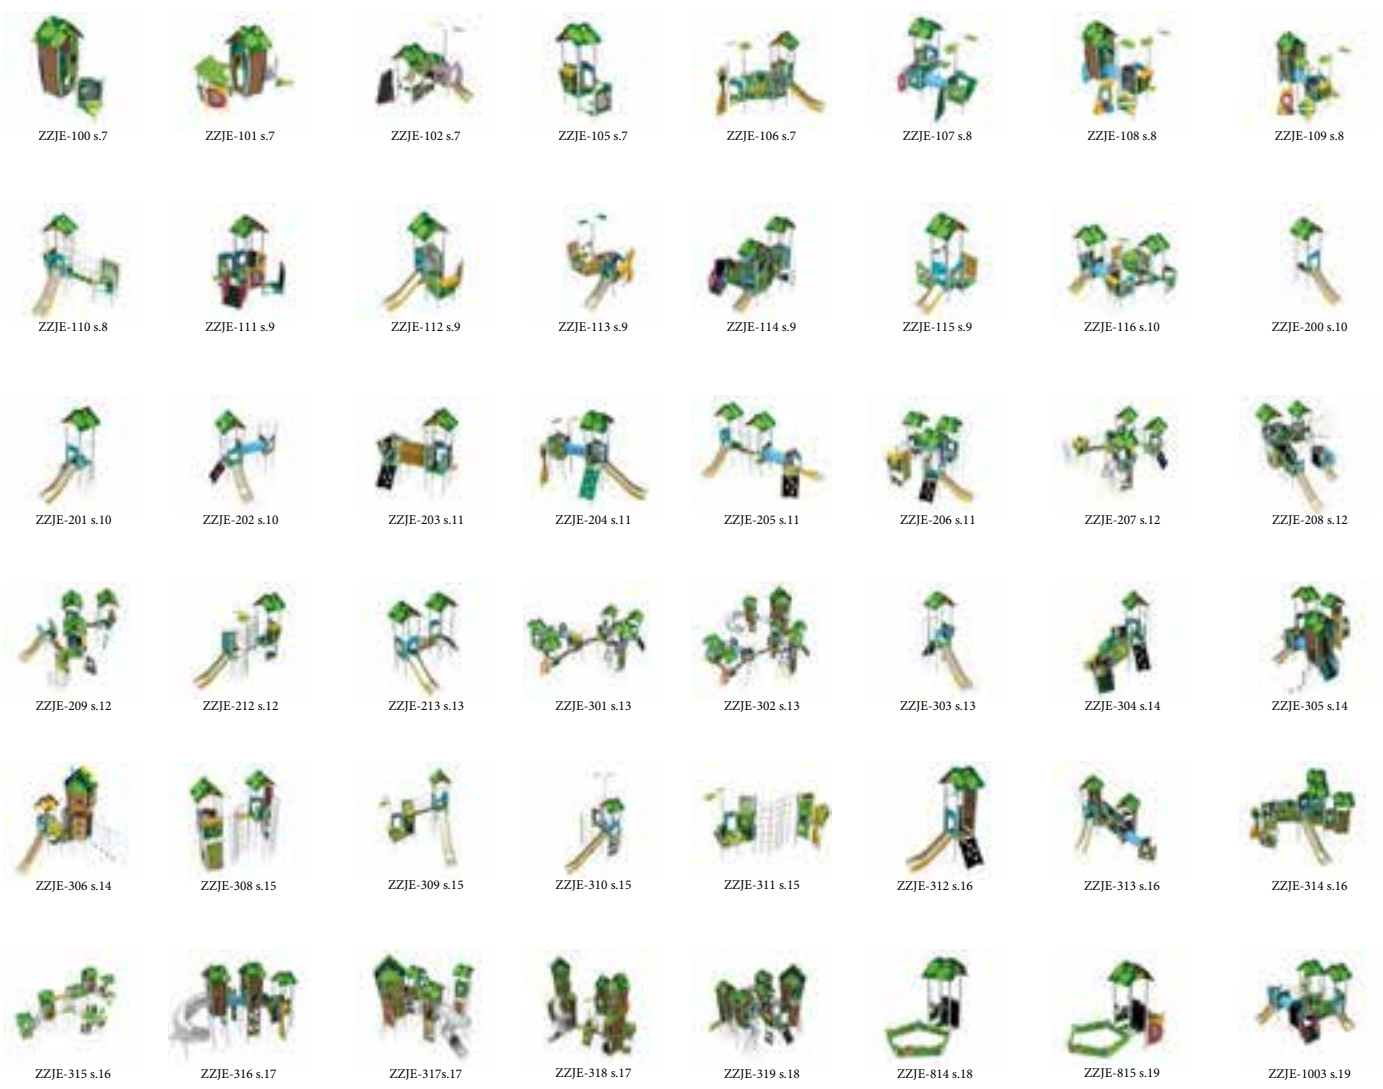 ZZJE-100 s.7 ZZJE-101 s.7 ZZJE-102 s.7 ZZJE-105 s.7 ZZJE-106 s.7 ZZJE-107 s.8 ZZJE-108 s.8 ZZJE-109 s.8
ZZJE-110 s.8 ZZJE-111 s.9 ZZJE-112 s.9 ZZJE-113 s.9 ZZJE-114 s.9 ZZJE-115 s.9 ZZJE-116 s.10 ZZJE-200 s.10
ZZJE-201 s.10 ZZJE-202 s.10 ZZJE-203 s.11 ZZJE-204 s.11 ZZJE-205 s.11 ZZJE-206 s.11 ZZJE-207 s.12 ZZJE-208 s.12
ZZJE-209 s.12 ZZJE-212 s.12 ZZJE-213 s.13 ZZJE-301 s.13 ZZJE-302 s.13 ZZJE-303 s.13 ZZJE-304 s.14 ZZJE-305 s.14
ZZJE-306 s.14 ZZJE-308 s.15 ZZJE-309 s.15 ZZJE-310 s.15 ZZJE-311 s.15 ZZJE-312 s.16 ZZJE-313 s.16 ZZJE-314 s.16
ZZJE-315 s.16 ZZJE-316 s.17 ZZJE-317s.17 ZZJE-318 s.17 ZZJE-319 s.18 ZZJE-814 s.18 ZZJE-815 s.19 ZZJE-1003 s.19